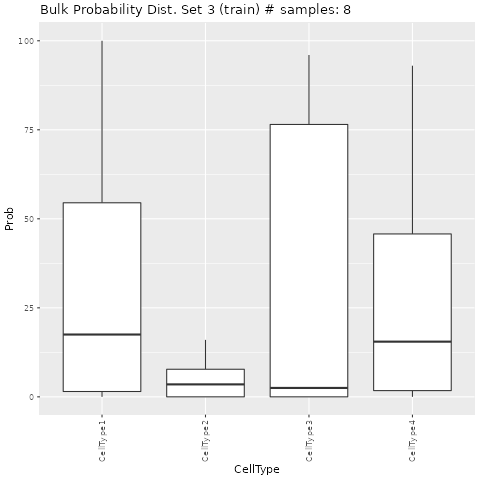 Bulk Probability Dist. Set 3 (train) # samples: 8
Prob
100
75
50
25
0
CellType1
CellType2
CellType3
CellType4
CellType